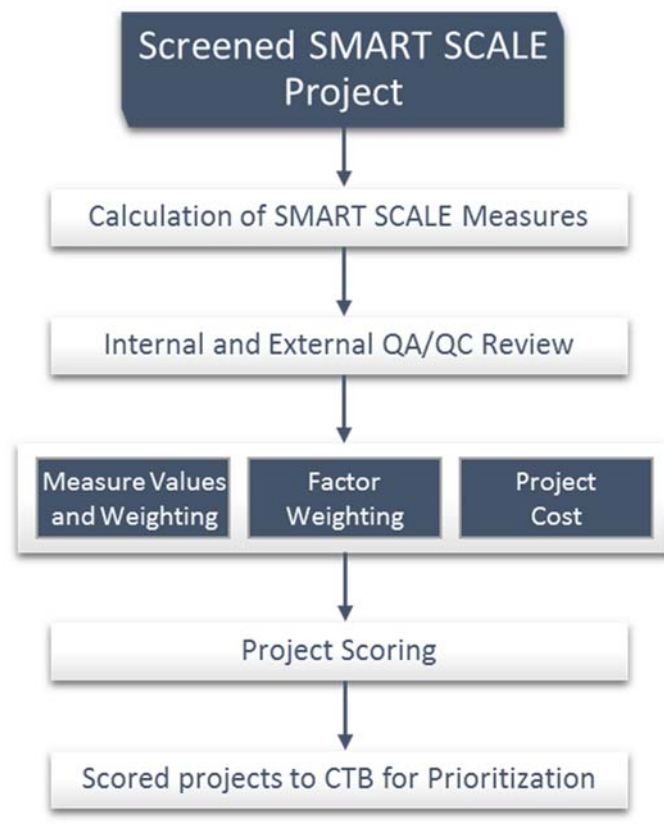 Screened SMART SCALE
Project
Calculation of SMART SCALE Measures
Internal and External QA/QC Review
Measure Values
and Weighting
Factor
Weighting
Project
Cost
Project Scoring
Scored projects to CTB for Prioritization